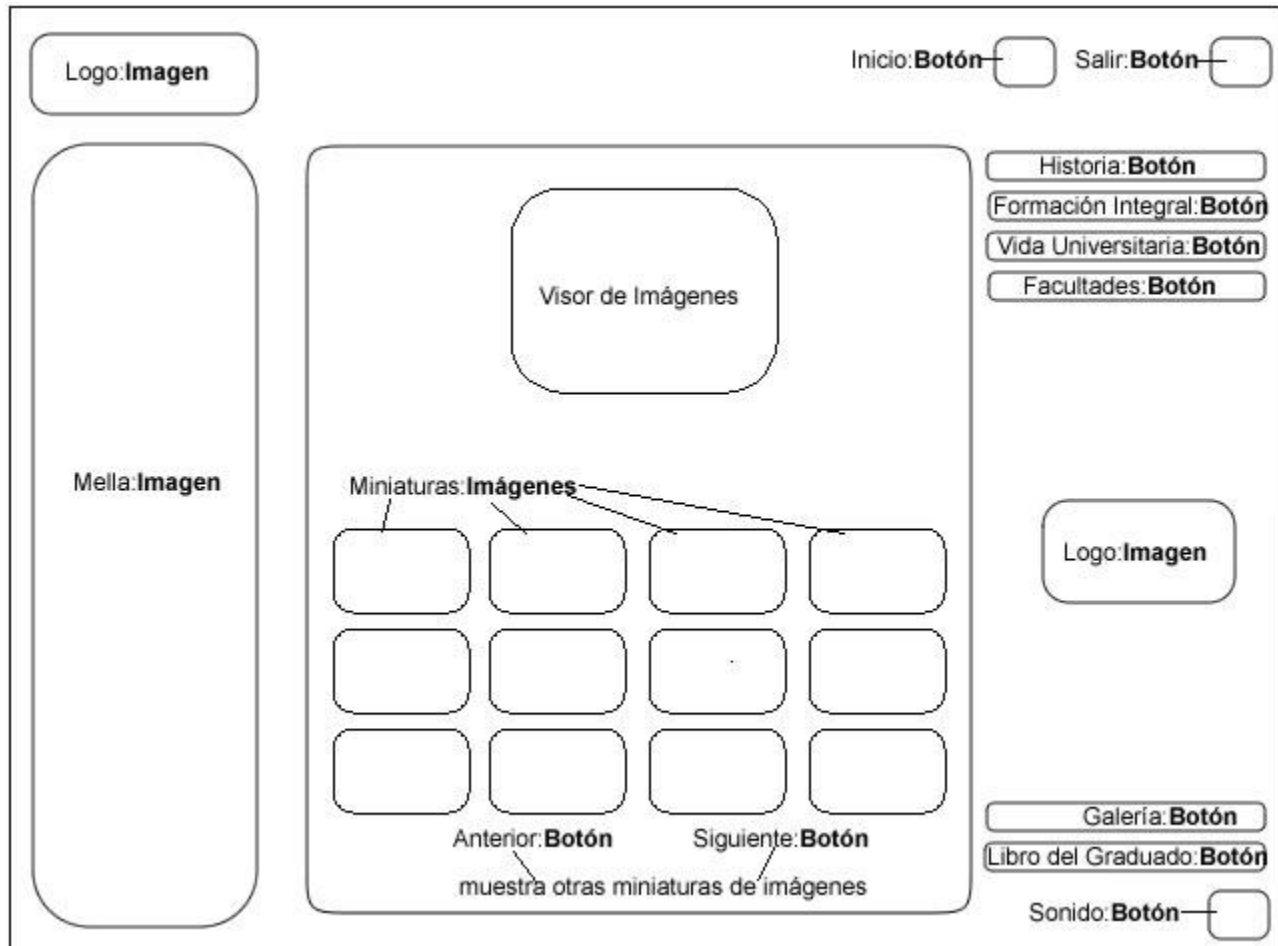 Logo:Imagen
Inicio:Botón
Salir:Botón
Historia:Botón
Formación Integral:Botón
Vida Universitaria:Botón
Facultades:Botón
Visor de Imágenes
Mella:Imagen
Miniaturas:Imágenes
Logo:Imagen
Galería:Botón
Anterior:Botón
Siguiente:Botón
Libro del Graduado:Botón
muestra otras miniaturas de imágenes
Sonido:Botón